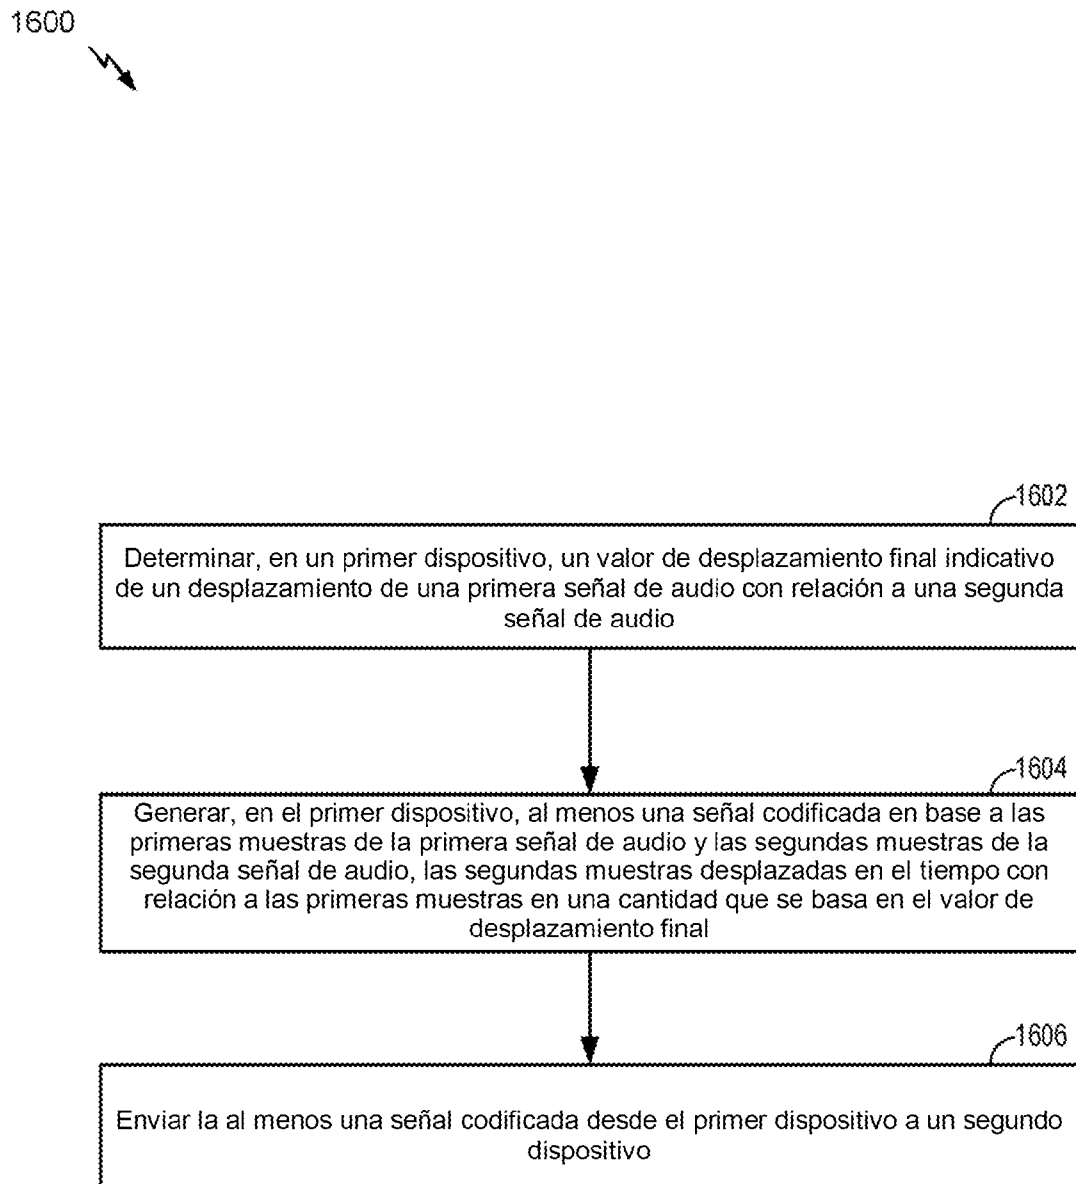 1600
1602
Determinar, en un primer dispositivo, un valor de desplazamiento final indicativo
de un desplazamiento de una primera señal de audio con relación a una segunda
señal de audio
1604
Generar, en el primer dispositivo, al menos una señal codificada en base a las
primeras muestras de la primera señal de audio y las segundas muestras de la
segunda señal de audio, las segundas muestras desplazadas en el tiempo con
relación a las primeras muestras en una cantidad que se basa en el valor de
desplazamiento final
1606
Enviar la al menos una señal codificada desde el primer dispositivo a un segundo
dispositivo